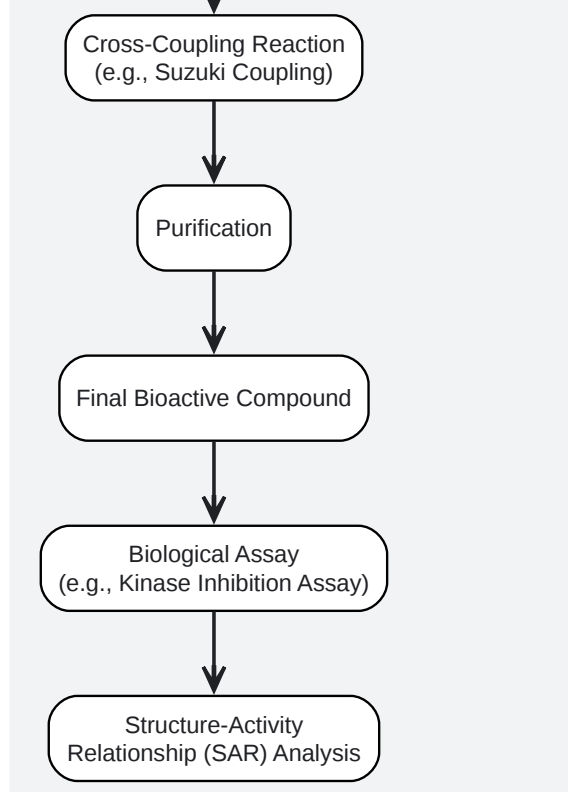 Cross-Coupling Reaction
(e.g., Suzuki Coupling)
Purification
Final Bioactive Compound
Biological Assay
(e.g., Kinase Inhibition Assay)
Structure-Activity
Relationship (SAR) Analysis